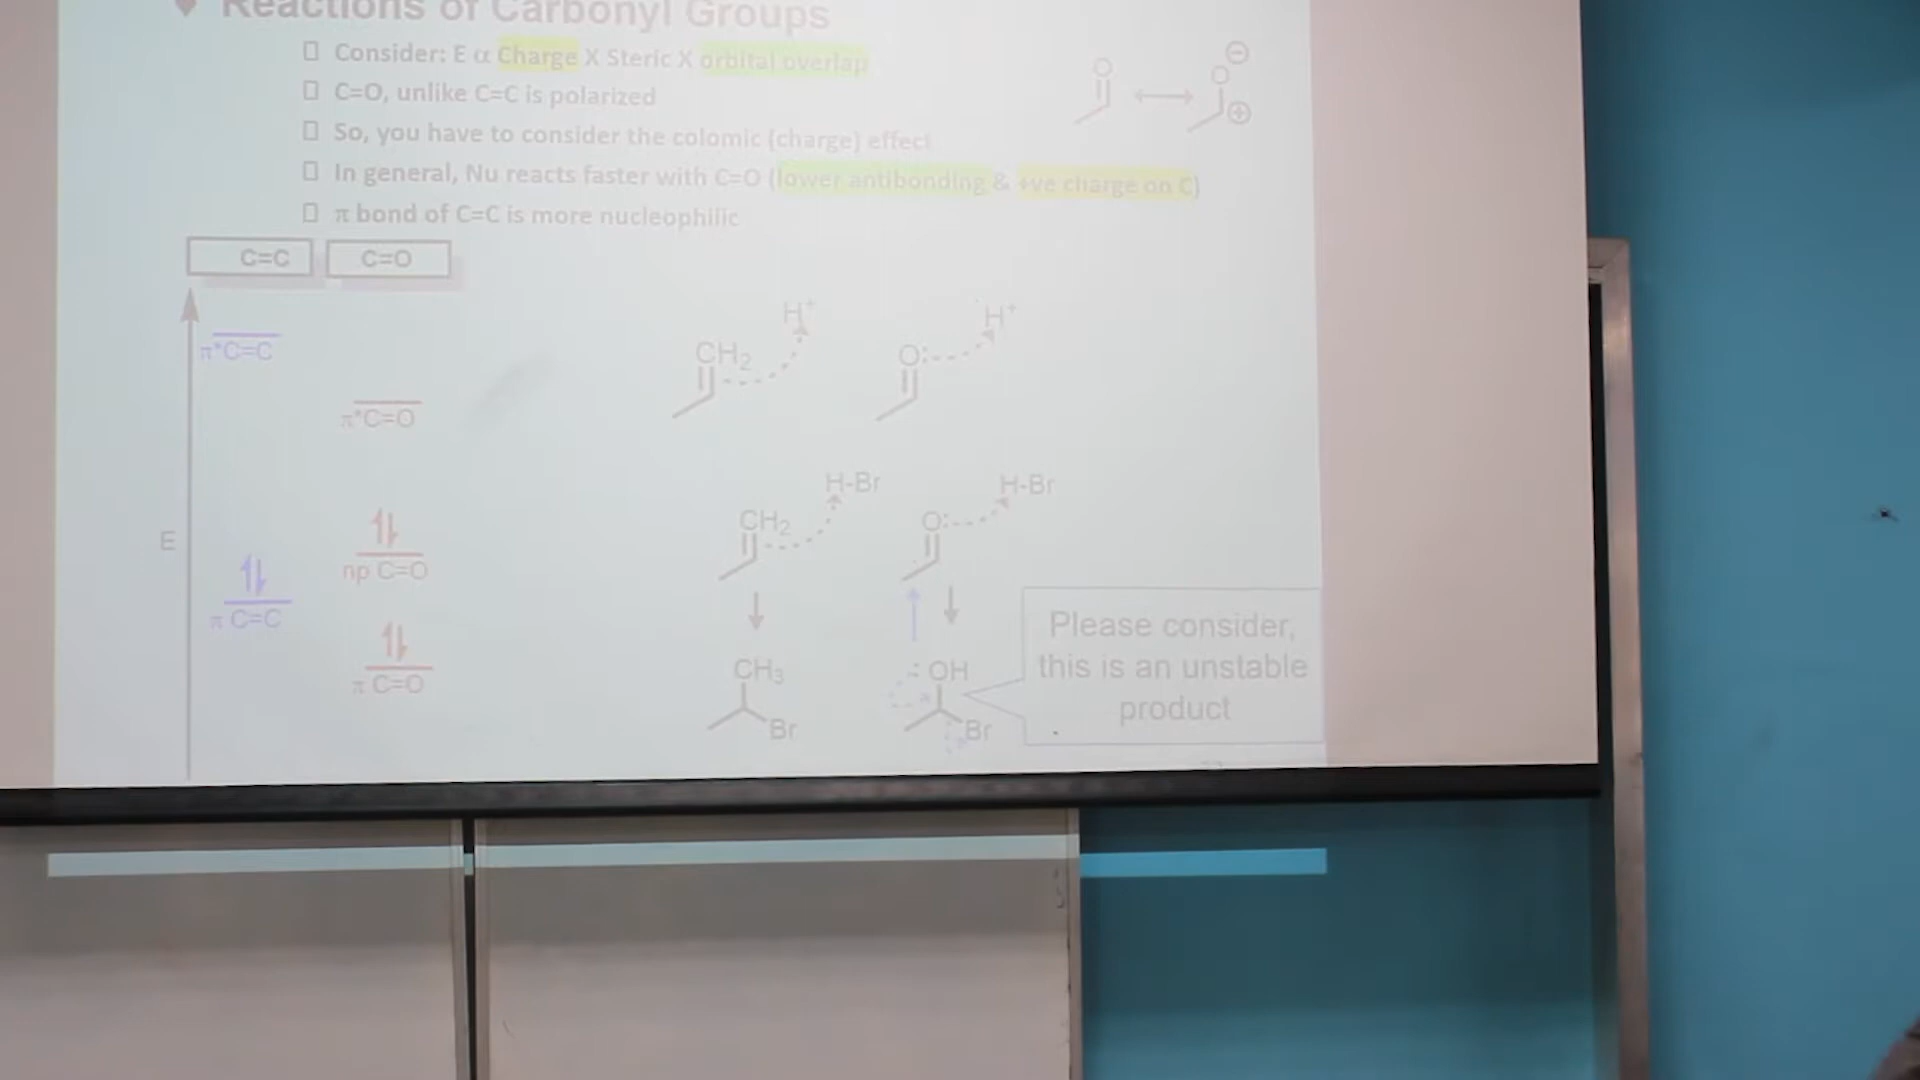 Reactions of Carbonyl Groups
Consider: E α Charge X Steric X orbital overlap
C=O, unlike C=C is polarized
So, you have to consider the colomic (charge) effect
In general, Nu reacts faster with C=O (lower antibonding & +ve charge on C)
π bond of C=C is more nucleophilic
O
O
⊖
⊕
C=C
C=O
π*C=C
π*C=O
E
np C=O
π C=C
π C=O
H⁺
H⁺
CH₂
O:
H-Br
H-Br
CH₂
O:
CH₃
Br
: OH
Br
Please consider,
this is an unstable
product